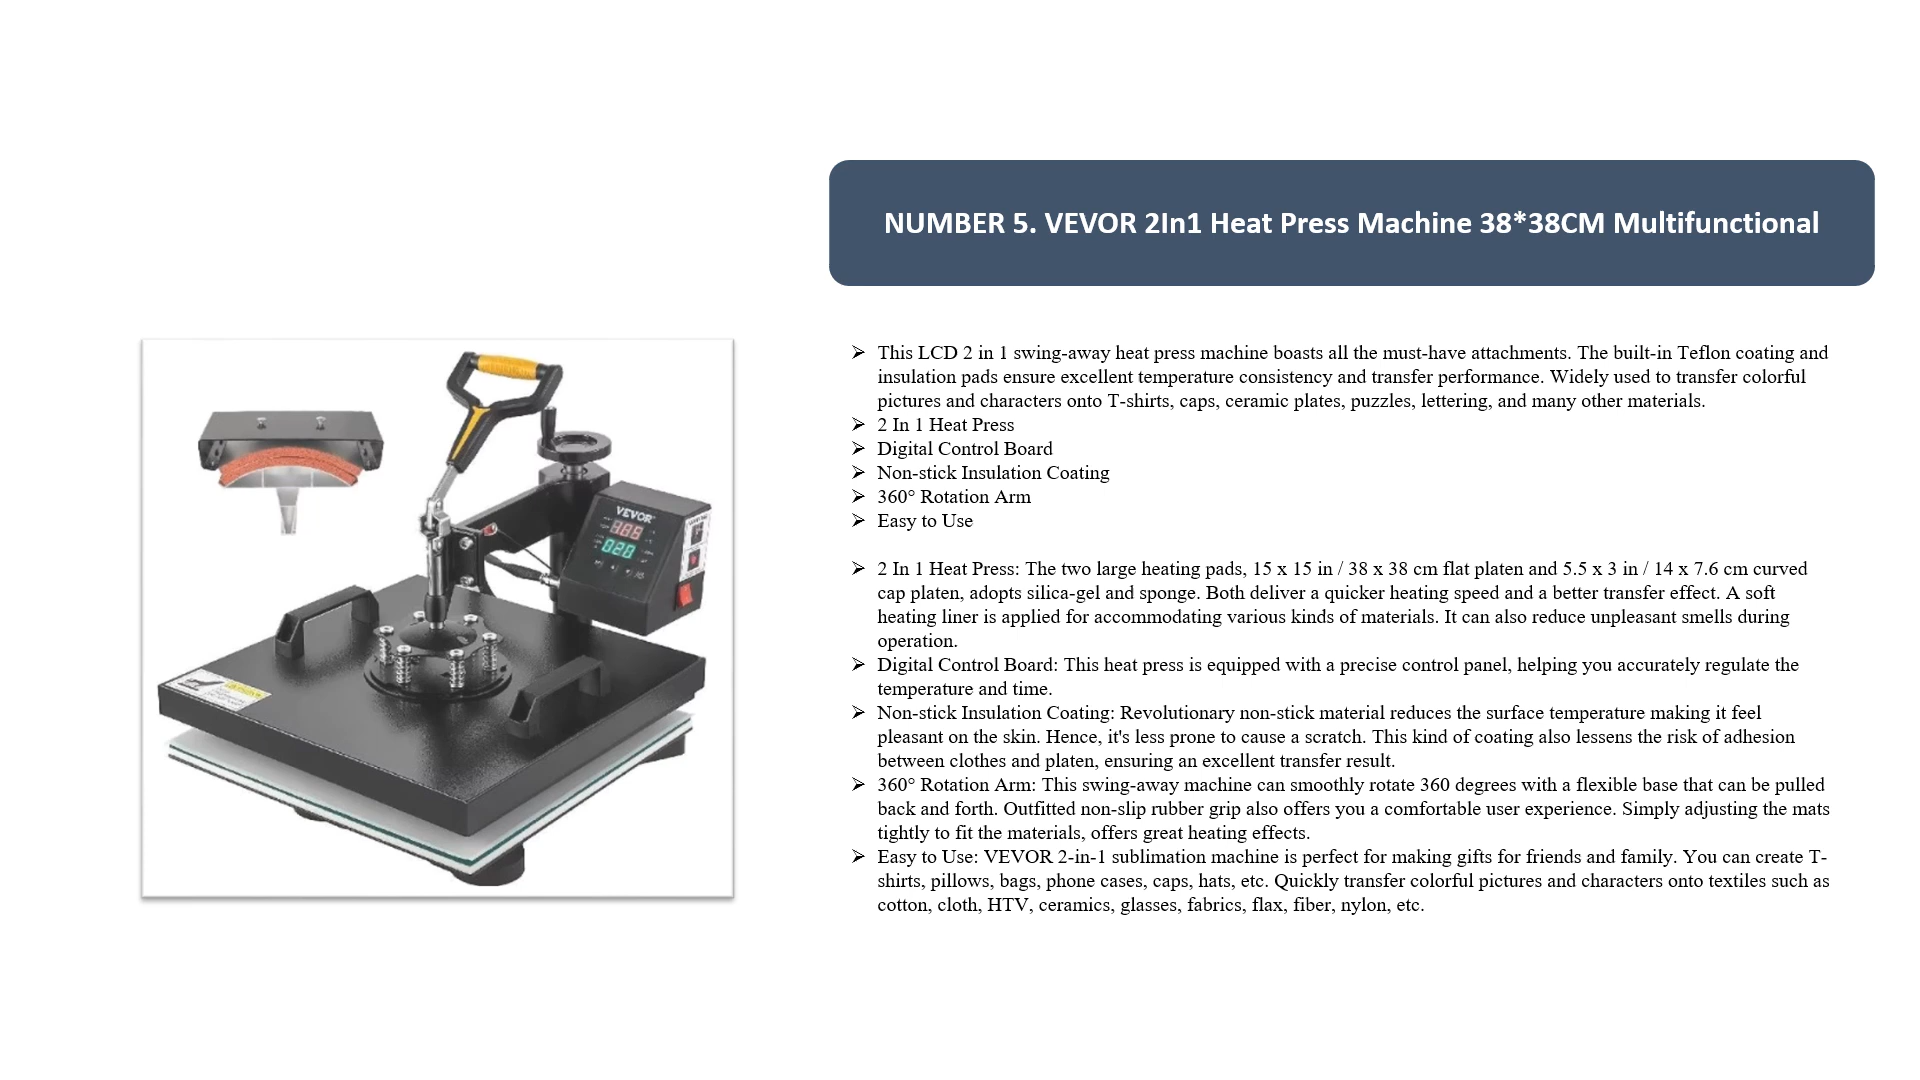 NUMBER 5. VEVOR 2In1 Heat Press Machine 38*38CM Multifunctional
This LCD 2 in 1 swing-away heat press machine boasts all the must-have attachments. The built-in Teflon coating and
insulation pads ensure excellent temperature consistency and transfer performance. Widely used to transfer colorful
pictures and characters onto T-shirts, caps, ceramic plates, puzzles, lettering, and many other materials.
2 In 1 Heat Press
Digital Control Board
Non-stick Insulation Coating
360° Rotation Arm
Easy to Use
2 In 1 Heat Press: The two large heating pads, 15 x 15 in / 38 x 38 cm flat platen and 5.5 x 3 in / 14 x 7.6 cm curved
cap platen, adopts silica-gel and sponge. Both deliver a quicker heating speed and a better transfer effect. A soft
heating liner is applied for accommodating various kinds of materials. It can also reduce unpleasant smells during
operation.
Digital Control Board: This heat press is equipped with a precise control panel, helping you accurately regulate the
temperature and time.
Non-stick Insulation Coating: Revolutionary non-stick material reduces the surface temperature making it feel
pleasant on the skin. Hence, it's less prone to cause a scratch. This kind of coating also lessens the risk of adhesion
between clothes and platen, ensuring an excellent transfer result.
360° Rotation Arm: This swing-away machine can smoothly rotate 360 degrees with a flexible base that can be pulled
back and forth. Outfitted non-slip rubber grip also offers you a comfortable user experience. Simply adjusting the mats
tightly to fit the materials, offers great heating effects.
Easy to Use: VEVOR 2-in-1 sublimation machine is perfect for making gifts for friends and family. You can create T-
shirts, pillows, bags, phone cases, caps, hats, etc. Quickly transfer colorful pictures and characters onto textiles such as
cotton, cloth, HTV, ceramics, glasses, fabrics, flax, fiber, nylon, etc.
VEVOR
020